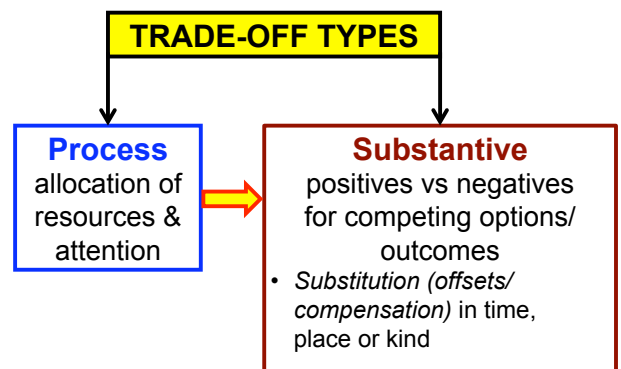 TRADE-OFF TYPES
Process
allocation of
resources &
attention
Substantive
positives vs negatives
for competing options/
outcomes
• Substitution (offsets/
compensation) in time,
place or kind